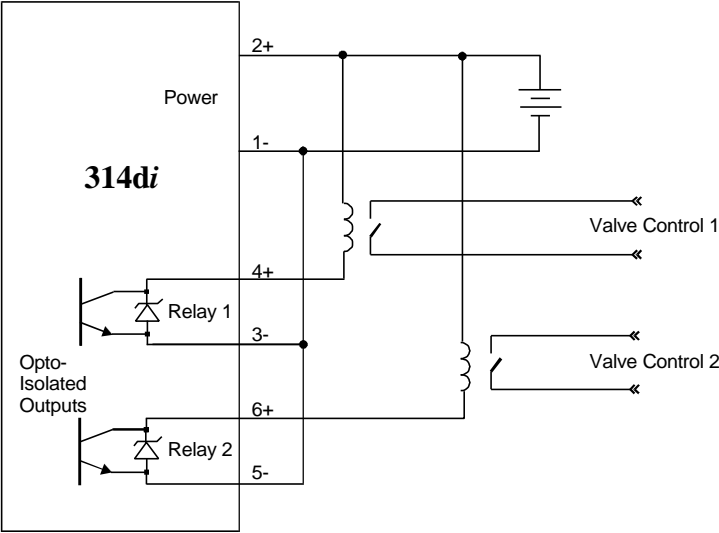 2+
Power
1-
314di
Valve Control 1
4+
Relay 1
3-
Opto-
Isolated
Outputs
Valve Control 2
6+
Relay 2
5-